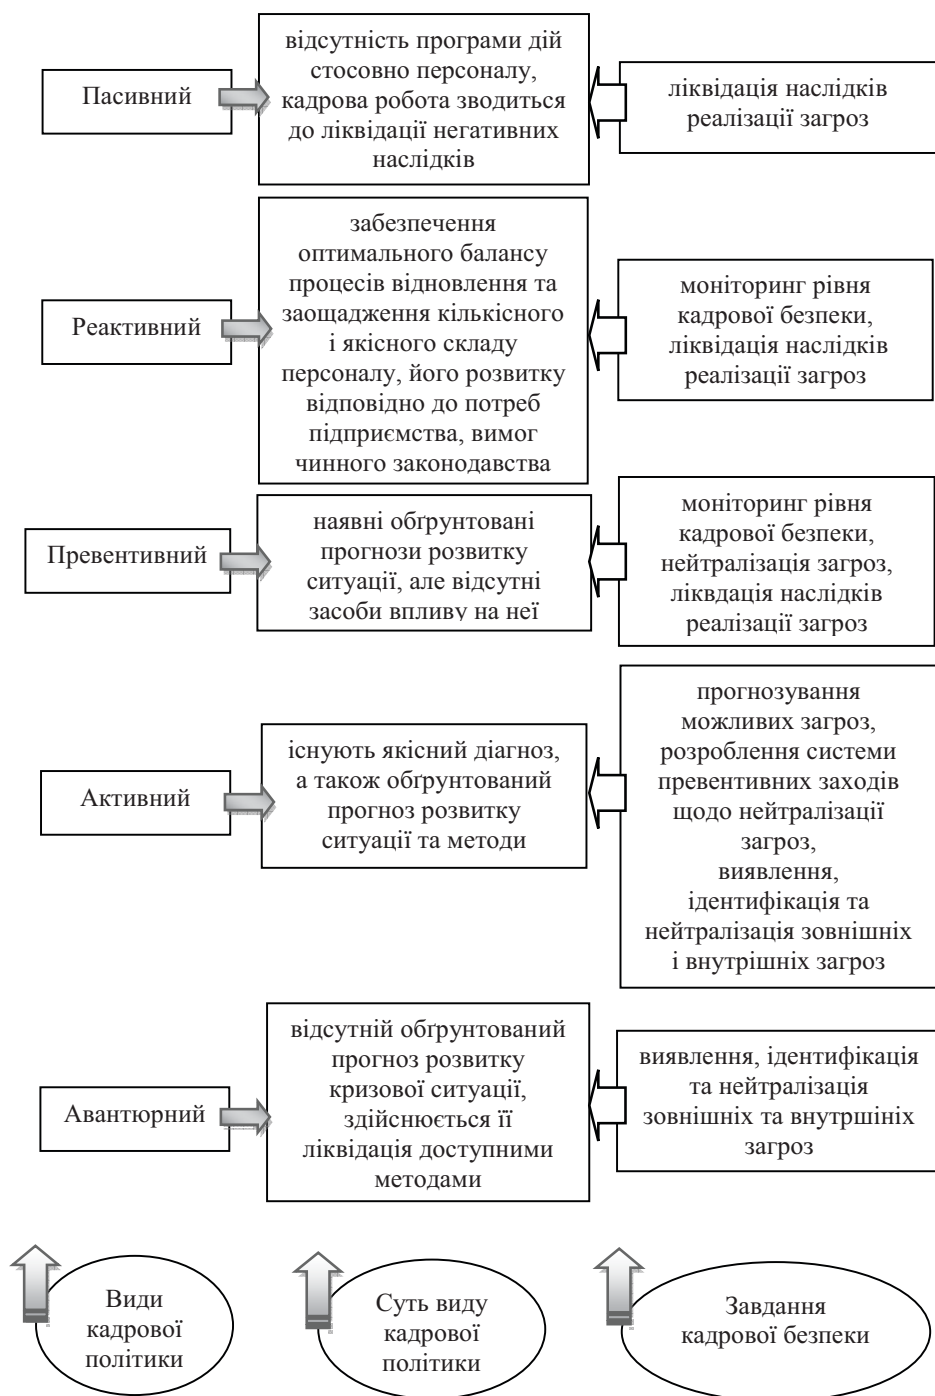 Пасивний
відсутність програми дій
стосовно персоналу,
кадрова робота зводиться
до ліквідації негативних
наслідків
ліквідація наслідків
реалізації загроз
Реактивний
забезпечення
оптимального балансу
процесів відновлення та
заощадження кількісного
і якісного складу
персоналу, його розвитку
відповідно до потреб
підприємства, вимог
чинного законодавства
моніторинг рівня
кадрової безпеки,
ліквідація наслідків
реалізації загроз
Превентивний
наявні обґрунтовані
прогнози розвитку
ситуації, але відсутні
засоби впливу на неї
моніторинг рівня
кадрової безпеки,
нейтралізація загроз,
ліквдація наслідків
реалізації загроз
Активний
існують якісний діагноз,
а також обґрунтований
прогноз розвитку
ситуації та методи
прогнозування
можливих загроз,
розроблення системи
превентивних заходів
щодо нейтралізації
загроз,
виявлення,
ідентифікація та
нейтралізація зовнішніх
і внутрішніх загроз
Авантюрний
відсутній обґрунтований
прогноз розвитку
кризової ситуації,
здійснюється її
ліквідація доступними
методами
виявлення, ідентифікація
та нейтралізація
зовнішніх та внутршініх
загроз
Види
кадрової
політики
Суть виду
кадрової
політики
Завдання
кадрової безпеки